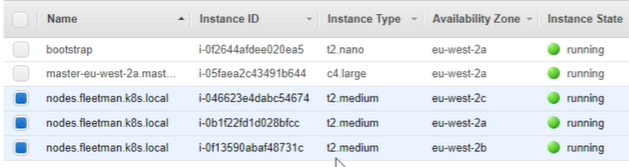 Name Instance ID Instance Type Availability Zone Instance State
bootstrap i-0f2644afdee020ea5 t2.nano eu-west-2a running
master-eu-west-2a.mast... i-05faea2c43491b644 c4.large eu-west-2a running
nodes.fleetman.k8s.local i-046623e4dabc54674 t2.medium eu-west-2c running
nodes.fleetman.k8s.local i-0b1f22fd1d028bfcc t2.medium eu-west-2a running
nodes.fleetman.k8s.local i-0f13590abaf48731c t2.medium eu-west-2b running